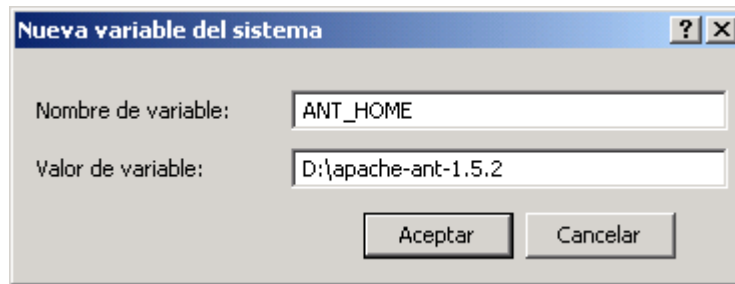 Nueva variable del sistema
Nombre de variable: ANT_HOME
Valor de variable: D:\apache-ant-1.5.2
Aceptar Cancelar